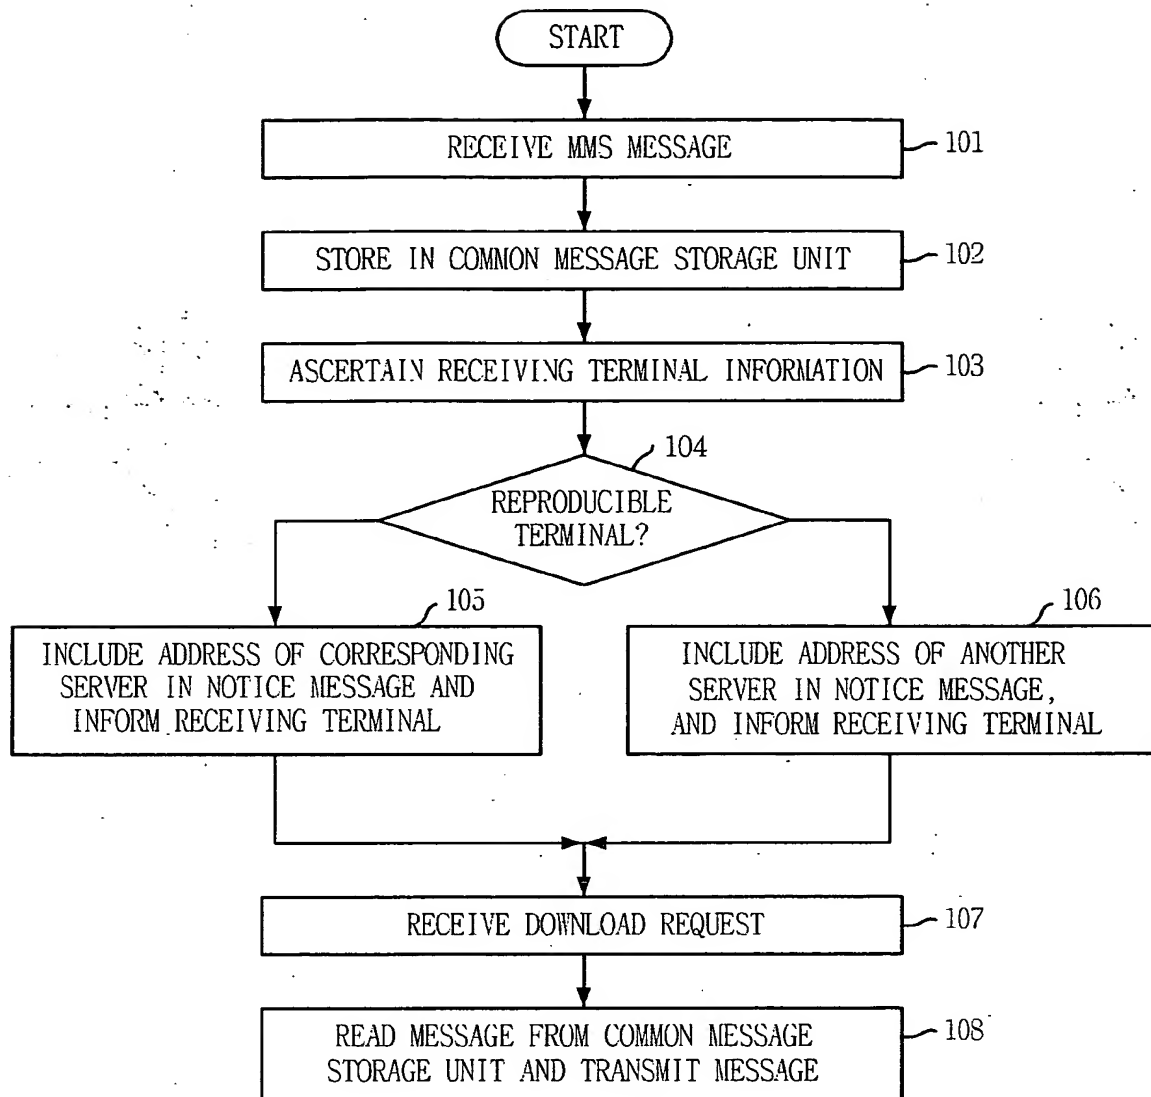 START
RECEIVE MMS MESSAGE
101
STORE IN COMMON MESSAGE STORAGE UNIT
102
ASCERTAIN RECEIVING TERMINAL INFORMATION
103
104
REPRODUCIBLE
TERMINAL?
105
INCLUDE ADDRESS OF CORRESPONDING
SERVER IN NOTICE MESSAGE AND
INFORM RECEIVING TERMINAL
106
INCLUDE ADDRESS OF ANOTHER
SERVER IN NOTICE MESSAGE,
AND INFORM RECEIVING TERMINAL
RECEIVE DOWNLOAD REQUEST
107
READ MESSAGE FROM COMMON MESSAGE
STORAGE UNIT AND TRANSMIT MESSAGE
108